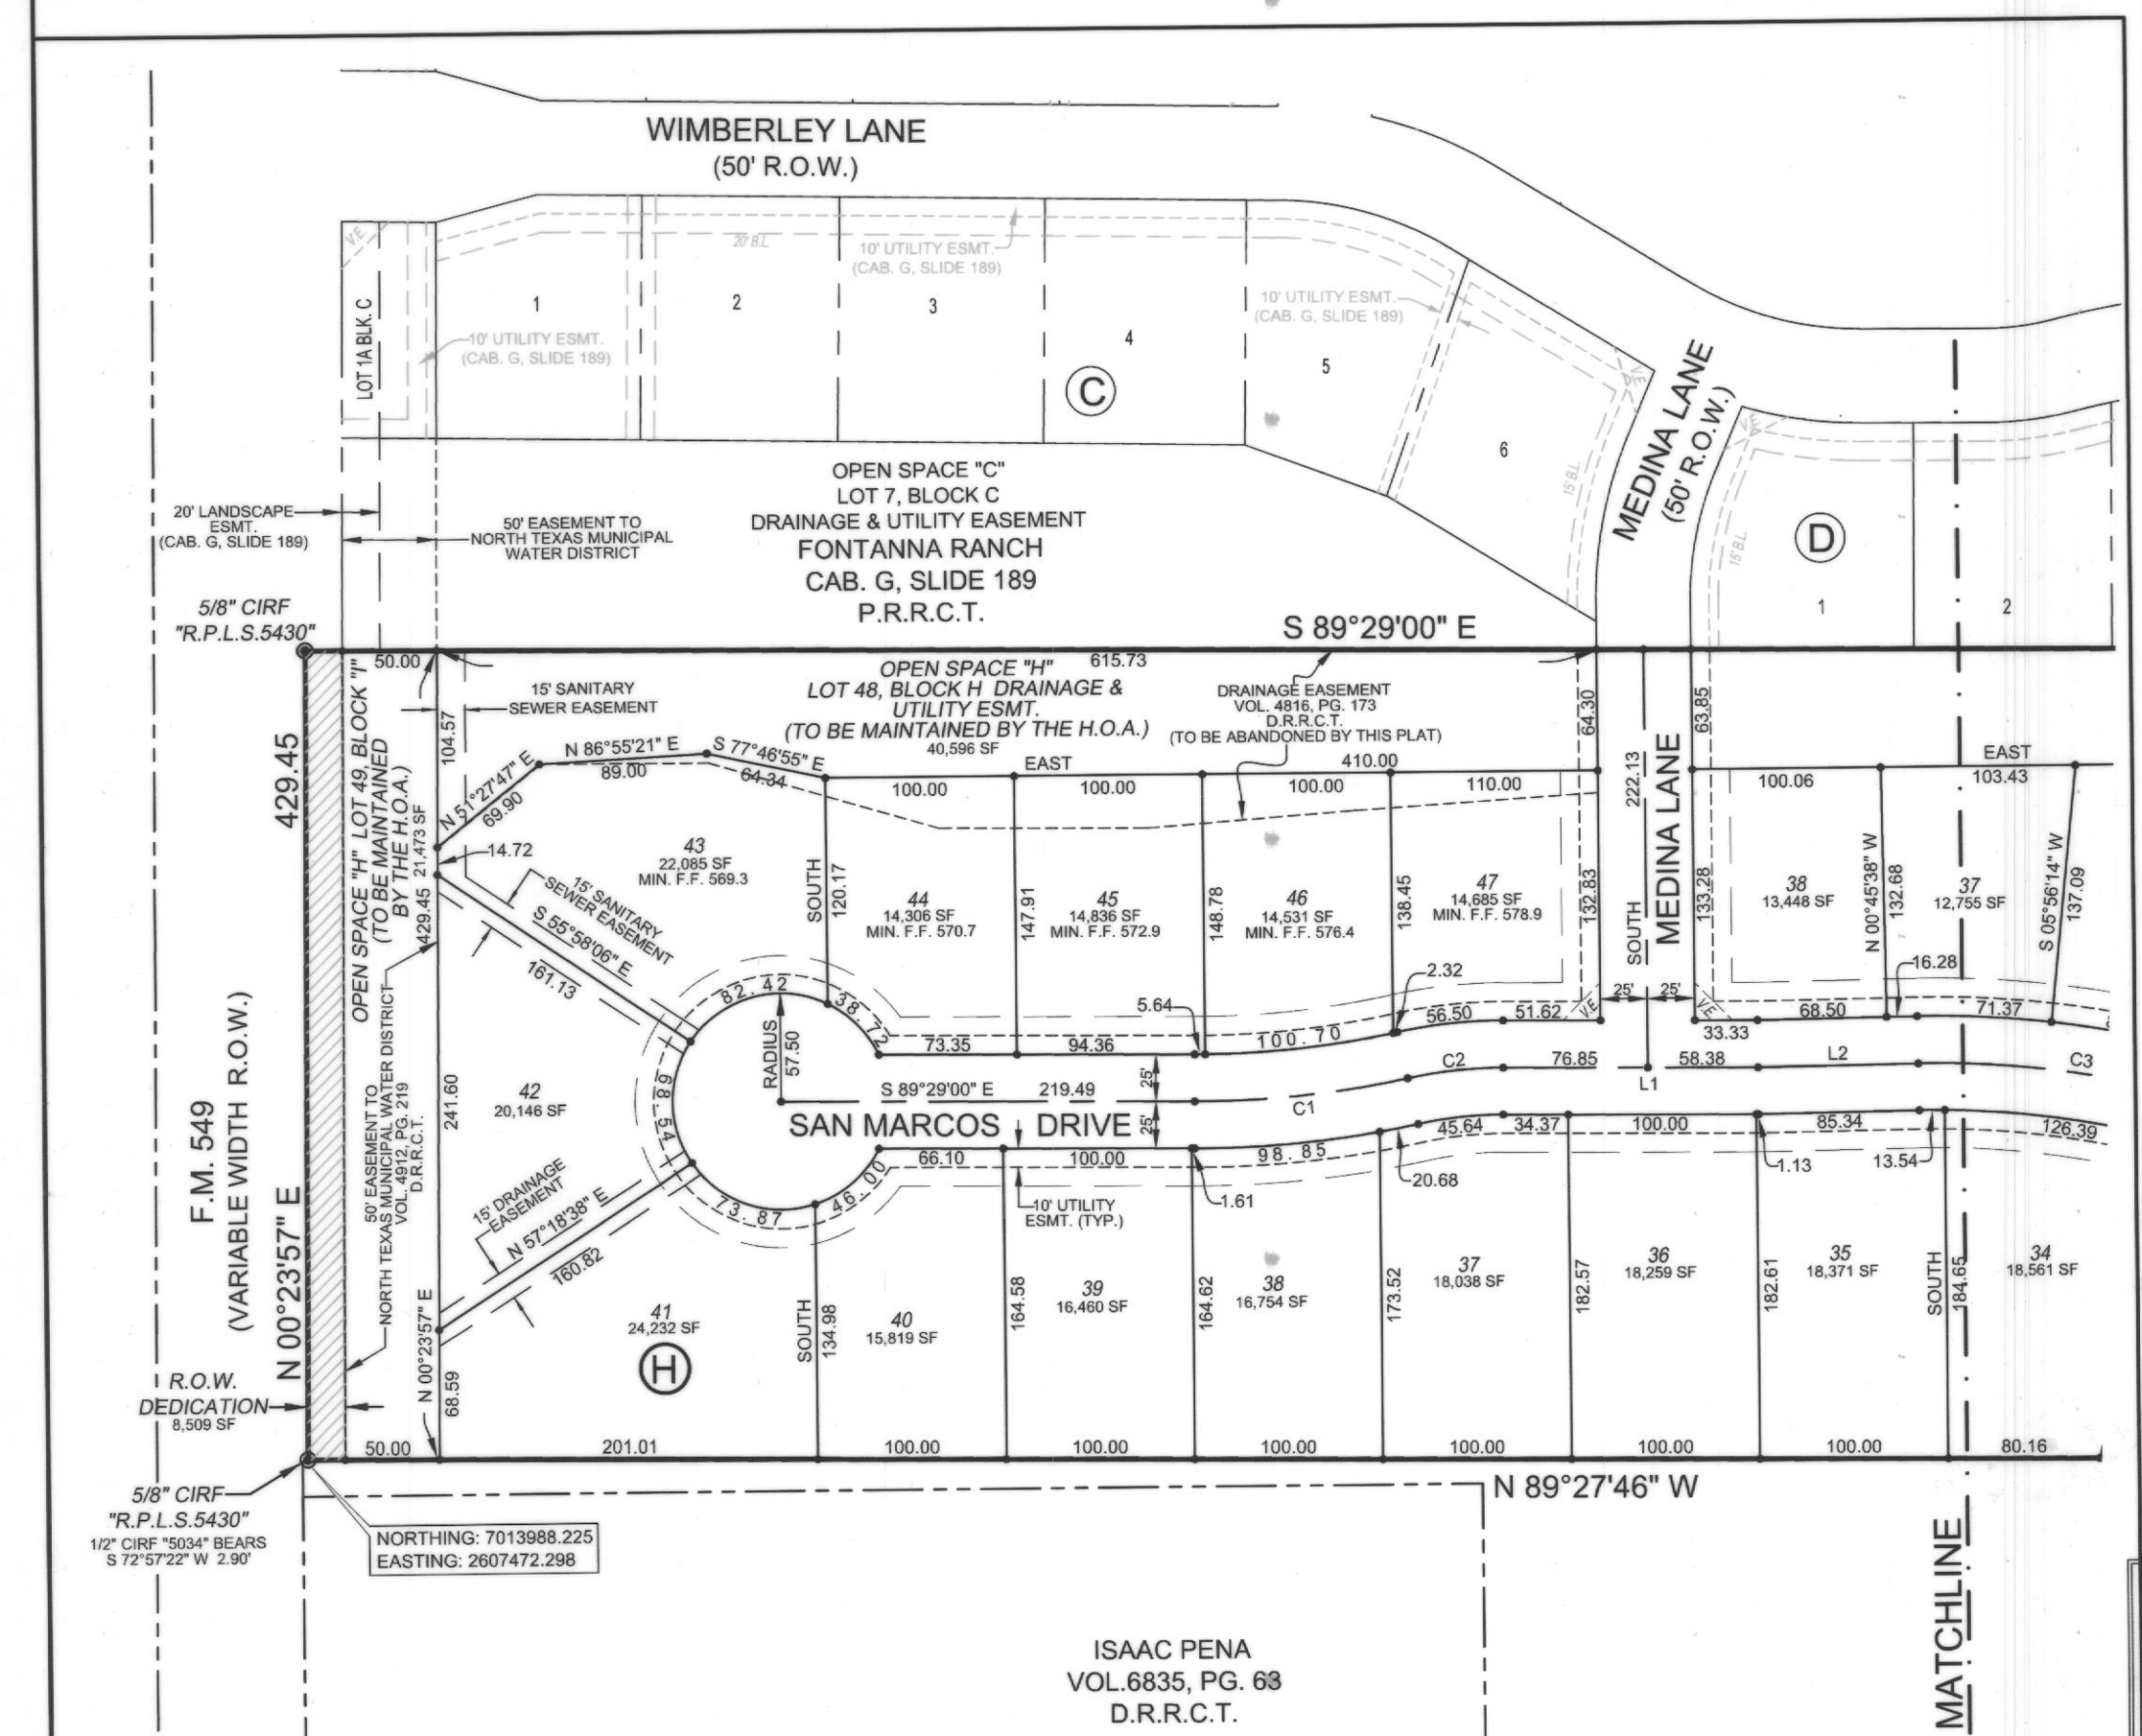 WIMBERLEY LANE
(50' R.O.W.)
V.E.
LOT 1A BLK. C
20' B.L.
10' UTILITY ESMT.
(CAB. G, SLIDE 189)
10' UTILITY ESMT.
(CAB. G, SLIDE 189)
10' UTILITY ESMT.
(CAB. G, SLIDE 189)
1
2
3
4
5
6
C
V.E.
15' B.L.
MEDINA LANE
(50' R.O.W.)
V.E.
15' B.L.
D
1
2
20' LANDSCAPE
ESMT.
(CAB. G, SLIDE 189)
50' EASEMENT TO
NORTH TEXAS MUNICIPAL
WATER DISTRICT
OPEN SPACE "C"
LOT 7, BLOCK C
DRAINAGE & UTILITY EASEMENT
FONTANNA RANCH
CAB. G, SLIDE 189
P.R.R.C.T.
5/8" CIRF
"R.P.L.S.5430"
S 89°29'00" E
50.00
615.73
OPEN SPACE "H"
LOT 48, BLOCK H DRAINAGE &
UTILITY ESMT.
(TO BE MAINTAINED BY THE H.O.A.)
40,596 SF
15' SANITARY
SEWER EASEMENT
DRAINAGE EASEMENT
VOL. 4816, PG. 173
D.R.R.C.T.
(TO BE ABANDONED BY THIS PLAT)
429.45
OPEN SPACE "H" LOT 49, BLOCK "I"
(TO BE MAINTAINED
BY THE H.O.A.)
429.45 21,473 SF
104.57
N 51°27'47" E
69.90
N 86°55'21" E
89.00
S 77°46'55" E
64.34
EAST
410.00
100.00
100.00
100.00
110.00
64.30
63.85
222.13
SOUTH
MEDINA LANE
EAST
100.06
103.43
14.72
43
22,085 SF
MIN. F.F. 569.3
15' SANITARY
SEWER EASEMENT
S 55°58'06" E
161.13
SOUTH
120.17
44
14,306 SF
MIN. F.F. 570.7
147.91
45
14,836 SF
MIN. F.F. 572.9
148.78
46
14,531 SF
MIN. F.F. 576.4
138.45
47
14,685 SF
MIN. F.F. 578.9
132.83
133.28
38
13,448 SF
N 00°45'38" W
132.68
37
12,755 SF
S 05°56'14" W
137.09
82.42
38.72
68.54
73.87
46.00
RADIUS
57.50
5.64
2.32
16.28
25'
25'
V.E.
V.E.
73.35
94.36
100.70
56.50
51.62
33.33
68.50
71.37
S 89°29'00" E
219.49
25'
25'
C1
C2
76.85
L1
58.38
L2
C3
SAN MARCOS DRIVE
F.M. 549
(VARIABLE WIDTH R.O.W.)
N 00°23'57" E
50' EASEMENT TO
NORTH TEXAS MUNICIPAL WATER DISTRICT
VOL. 4912, PG. 219
D.R.R.C.T.
241.60
42
20,146 SF
66.10
100.00
98.85
45.64
34.37
100.00
85.34
126.39
20.68
1.13
13.54
1.61
10' UTILITY
ESMT. (TYP.)
15' DRAINAGE
EASEMENT
N 57°18'38" E
160.82
N 00°23'57" E
68.59
41
24,232 SF
H
SOUTH
134.98
40
15,819 SF
164.58
39
16,460 SF
164.62
38
16,754 SF
173.52
37
18,038 SF
182.57
36
18,259 SF
182.61
35
18,371 SF
SOUTH
184.65
34
18,561 SF
R.O.W.
DEDICATION
8,509 SF
50.00
201.01
100.00
100.00
100.00
100.00
100.00
100.00
80.16
N 89°27'46" W
5/8" CIRF
"R.P.L.S.5430"
1/2" CIRF "5034" BEARS
S 72°57'22" W 2.90'
NORTHING: 7013988.225
EASTING: 2607472.298
MATCHLINE
ISAAC PENA
VOL.6835, PG. 63
D.R.R.C.T.